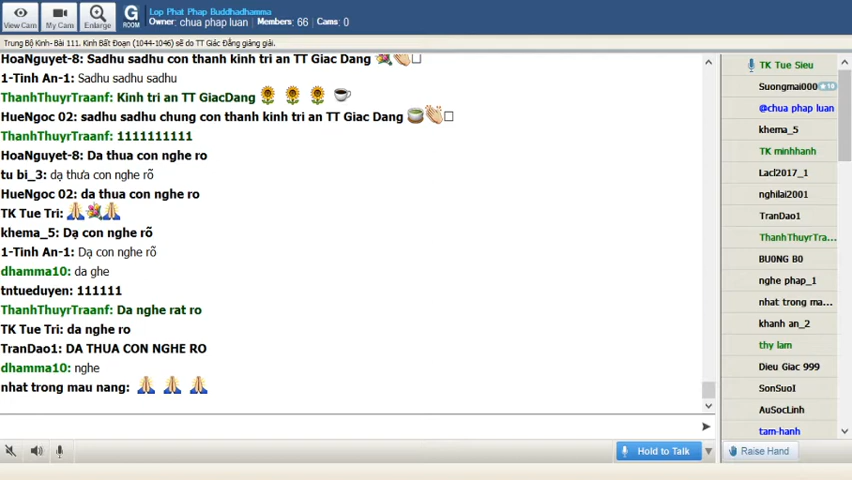 Lop Phat Phap Buddhadhamma
Owner: chua phap luan Members: 66 Cams: 0
View Cam
My Cam
Enlarge
G
ROOM
Trung Bộ Kinh- Bài 111. Kinh Bất Đoạn (1044-1046) sẽ do TT Giác Đẳng giảng giải.
HoaNguyet-8: Sadhu sadhu con thanh kinh tri an TT Giac Dang
1-Tinh An-1: Sadhu sadhu sadhu
ThanhThuyrTraanf: Kinh tri an TT GiacDang
HueNgoc 02: sadhu sadhu chung con thanh kinh tri an TT Giac Dang
ThanhThuyrTraanf: 1111111111
HoaNguyet-8: Da thua con nghe ro
tu bi_3: dạ thưa con nghe rõ
HueNgoc 02: da thua con nghe ro
TK Tue Tri:
khema_5: Dạ con nghe rõ
1-Tinh An-1: Dạ con nghe rõ
dhamma10: da ghe
tntueduyen: 111111
ThanhThuyrTraanf: Da nghe rat ro
TK Tue Tri: da nghe ro
TranDao1: DA THUA CON NGHE RO
dhamma10: nghe
nhat trong mau nang:
TK Tue Sieu
Suongmai000 10
@chua phap luan
khema_5
TK minhhanh
Lacl2017_1
nghilai2001
TranDao1
ThanhThuyrTra...
BU0NG B0
nghe phap_1
nhat trong ma...
khanh an_2
thy lam
Dieu Giac 999
SonSuoI
AuSocLinh
tam-hanh
Hold to Talk
Raise Hand